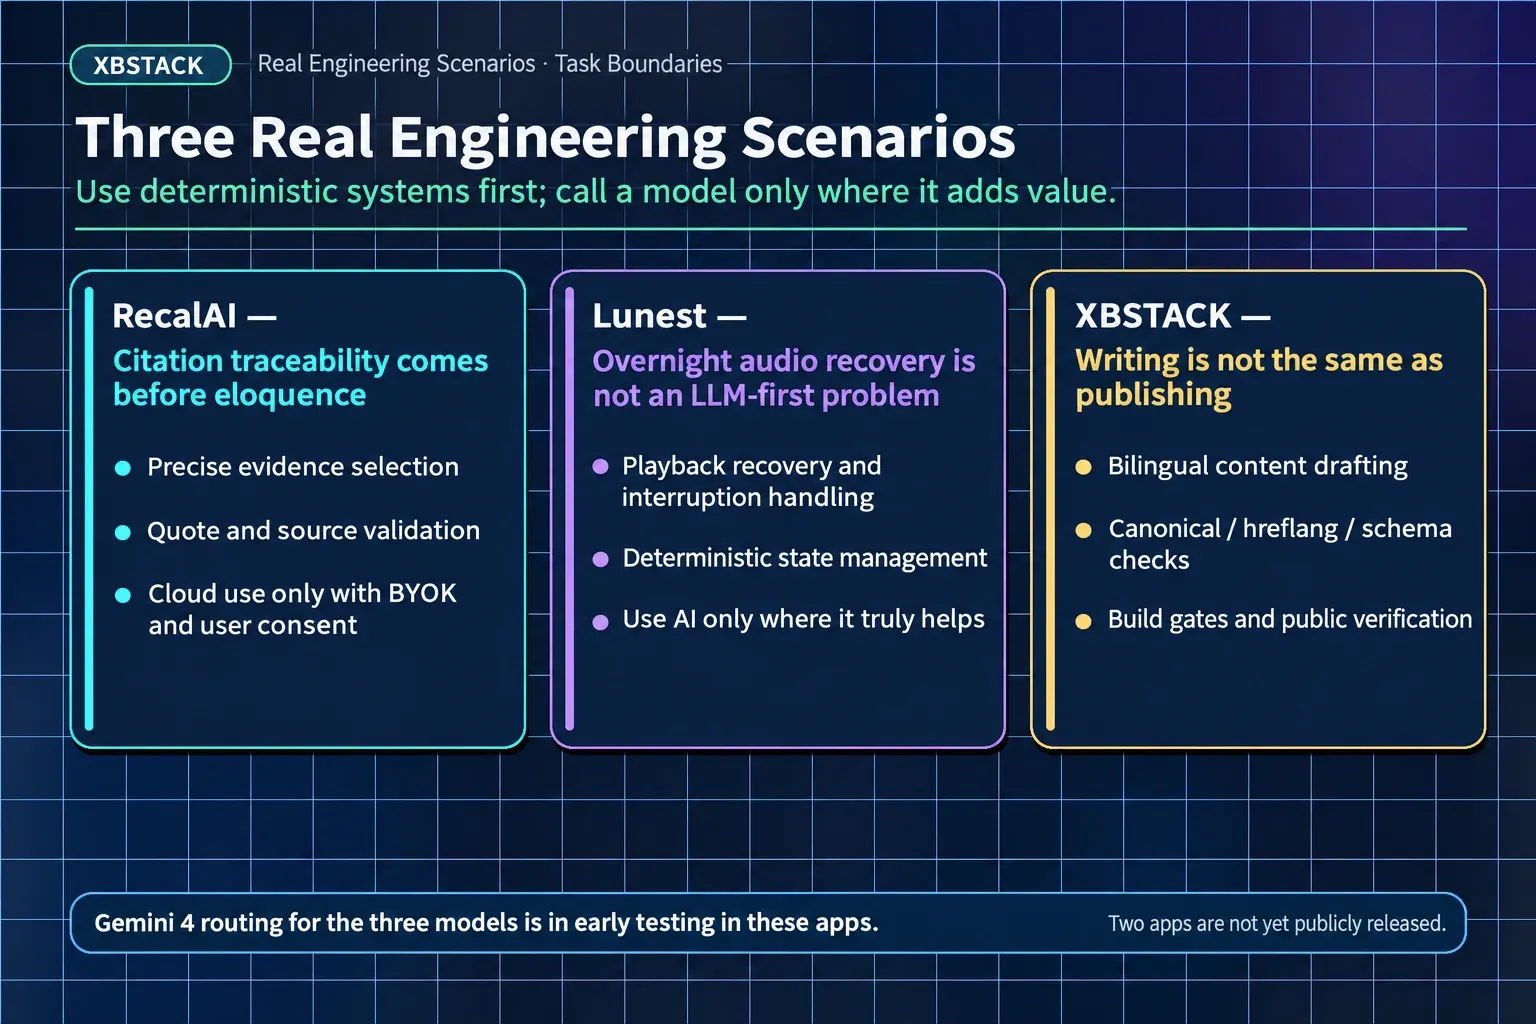 XBSTACK
Real Engineering Scenarios · Task Boundaries
Three Real Engineering Scenarios
Use deterministic systems first; call a model only where it adds value.
RecalAI —
Citation traceability comes
before eloquence
Precise evidence selection
Quote and source validation
Cloud use only with BYOK
and user consent
Lunest —
Overnight audio recovery is
not an LLM-first problem
Playback recovery and
interruption handling
Deterministic state management
Use AI only where it truly helps
XBSTACK —
Writing is not the same as
publishing
Bilingual content drafting
Canonical / hreflang / schema
checks
Build gates and public verification
Gemini 4 routing for the three models is in early testing in these apps.
Two apps are not yet publicly released.